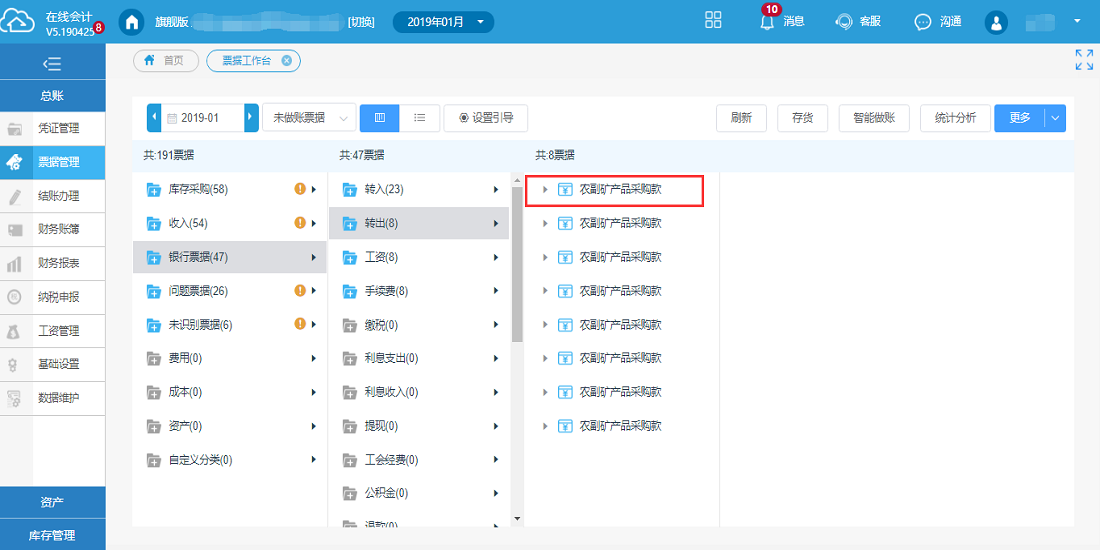 在线会计
V5.190425
8
旗舰版
[切换]
2019年01月
10
消息
客服
沟通
总账
凭证管理
票据管理
结账办理
财务账簿
财务报表
纳税申报
工资管理
基础设置
数据维护
资产
库存管理
首页
票据工作台
2019-01
未做账票据
设置引导
刷新
存货
智能做账
统计分析
更多
共:191票据
库存采购(58)
收入(54)
银行票据(47)
问题票据(26)
未识别票据(6)
费用(0)
成本(0)
资产(0)
自定义分类(0)
共:47票据
转入(23)
转出(8)
工资(8)
手续费(8)
缴税(0)
利息支出(0)
利息收入(0)
提现(0)
工会经费(0)
公积金(0)
退款(0)
共:8票据
农副矿产品采购款
农副矿产品采购款
农副矿产品采购款
农副矿产品采购款
农副矿产品采购款
农副矿产品采购款
农副矿产品采购款
农副矿产品采购款